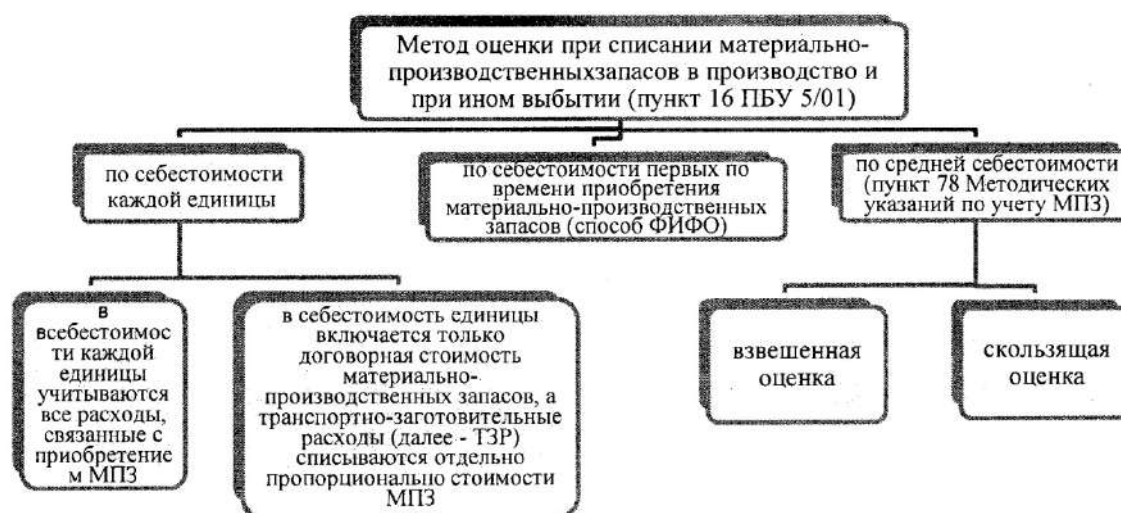 Метод оценки при списании материально-
производственныхзапасов в производство и
при ином выбытии (пункт 16 ПБУ 5/01)
по себестоимости
каждой единицы
по себестоимости первых по
времени приобретения
материально-производственных
запасов (способ ФИФО)
по средней себестоимости
(пункт 78 Методических
указаний по учету МПЗ)
в
всебестоимос
ти каждой
единицы
учитываются
все расходы,
связанные с
приобретение
м МПЗ
в себестоимость единицы
включается только
договорная стоимость
материально-
производственных запасов, а
транспортно-заготовительные
расходы (далее - ТЗР)
списываются отдельно
пропорционально стоимости
МПЗ
взвешенная
оценка
скользящая
оценка